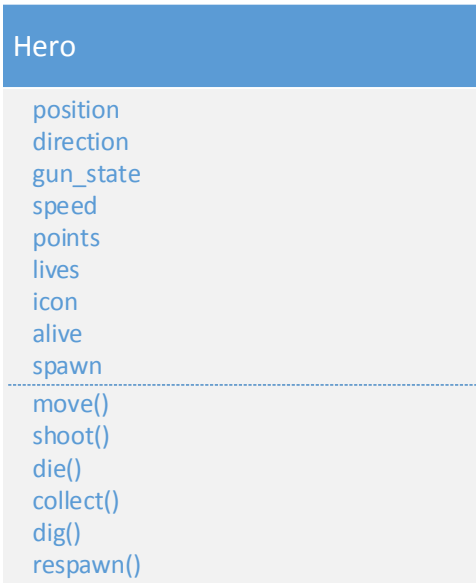 Hero
position
direction
gun_state
speed
points
lives
icon
alive
spawn
move()
shoot()
die()
collect()
dig()
respawn()